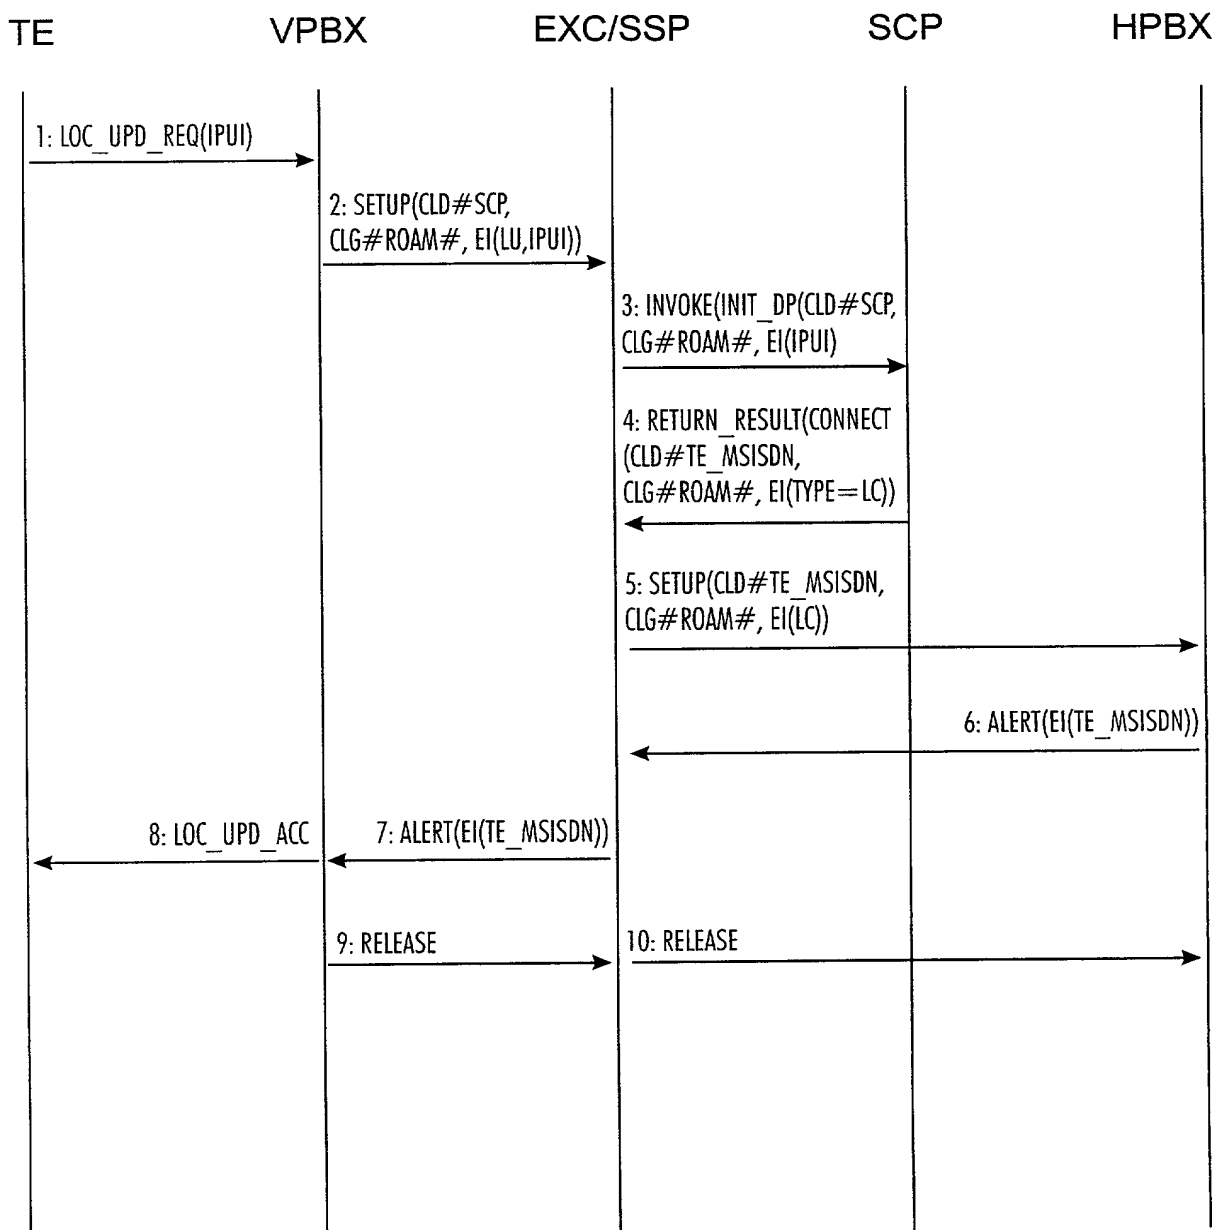 TE VPBX EXC/SSP SCP HPBX
1: LOC_UPD_REQ(IPUI)
2: SETUP(CLD#SCP,
CLG#ROAM#, EI(LU,IPUI))
3: INVOKE(INIT_DP(CLD#SCP,
CLG#ROAM#, EI(IPUI)
4: RETURN_RESULT(CONNECT
(CLD#TE_MSISDN,
CLG#ROAM#, EI(TYPE=LC))
5: SETUP(CLD#TE_MSISDN,
CLG#ROAM#, EI(LC))
6: ALERT(EI(TE_MSISDN))
8: LOC_UPD_ACC 7: ALERT(EI(TE_MSISDN))
9: RELEASE 10: RELEASE